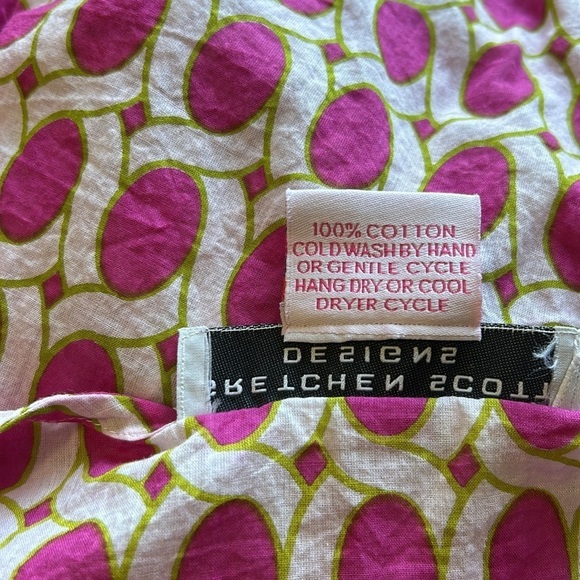 100% COTTON
COLD WASH BY HAND
OR GENTLE CYCLE
HANG DRY OR COOL
DRYER CYCLE
GRETCHEN SCOTT
DESIGNS